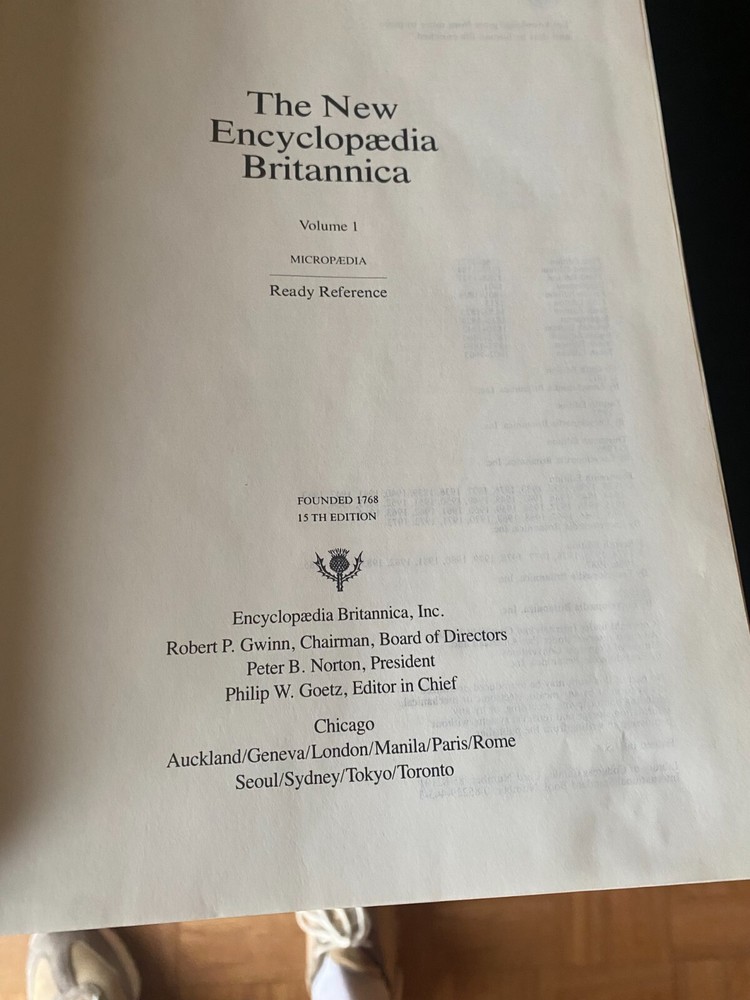 The New
Encyclopædia
Britannica
Volume 1
MICROPÆDIA
Ready Reference
FOUNDED 1768
15 TH EDITION
Encyclopædia Britannica, Inc.
Robert P. Gwinn, Chairman, Board of Directors
Peter B. Norton, President
Philip W. Goetz, Editor in Chief
Chicago
Auckland/Geneva/London/Manila/Paris/Rome
Seoul/Sydney/Tokyo/Toronto